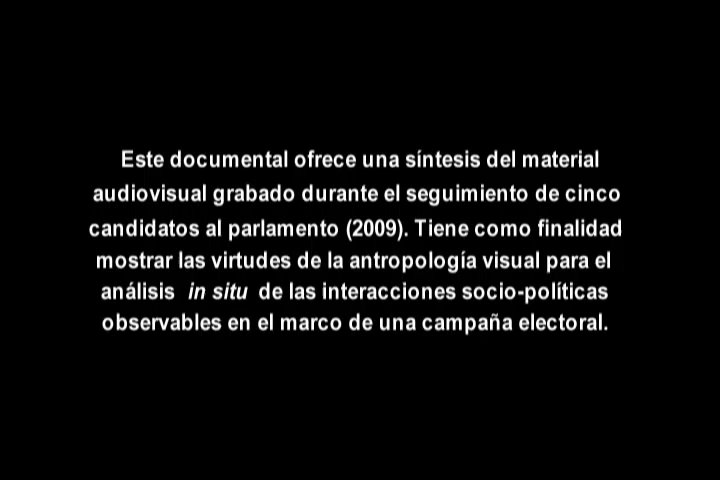 Este documental ofrece una síntesis del material
audiovisual grabado durante el seguimiento de cinco
candidatos al parlamento (2009). Tiene como finalidad
mostrar las virtudes de la antropología visual para el
análisis in situ de las interacciones socio-políticas
observables en el marco de una campaña electoral.